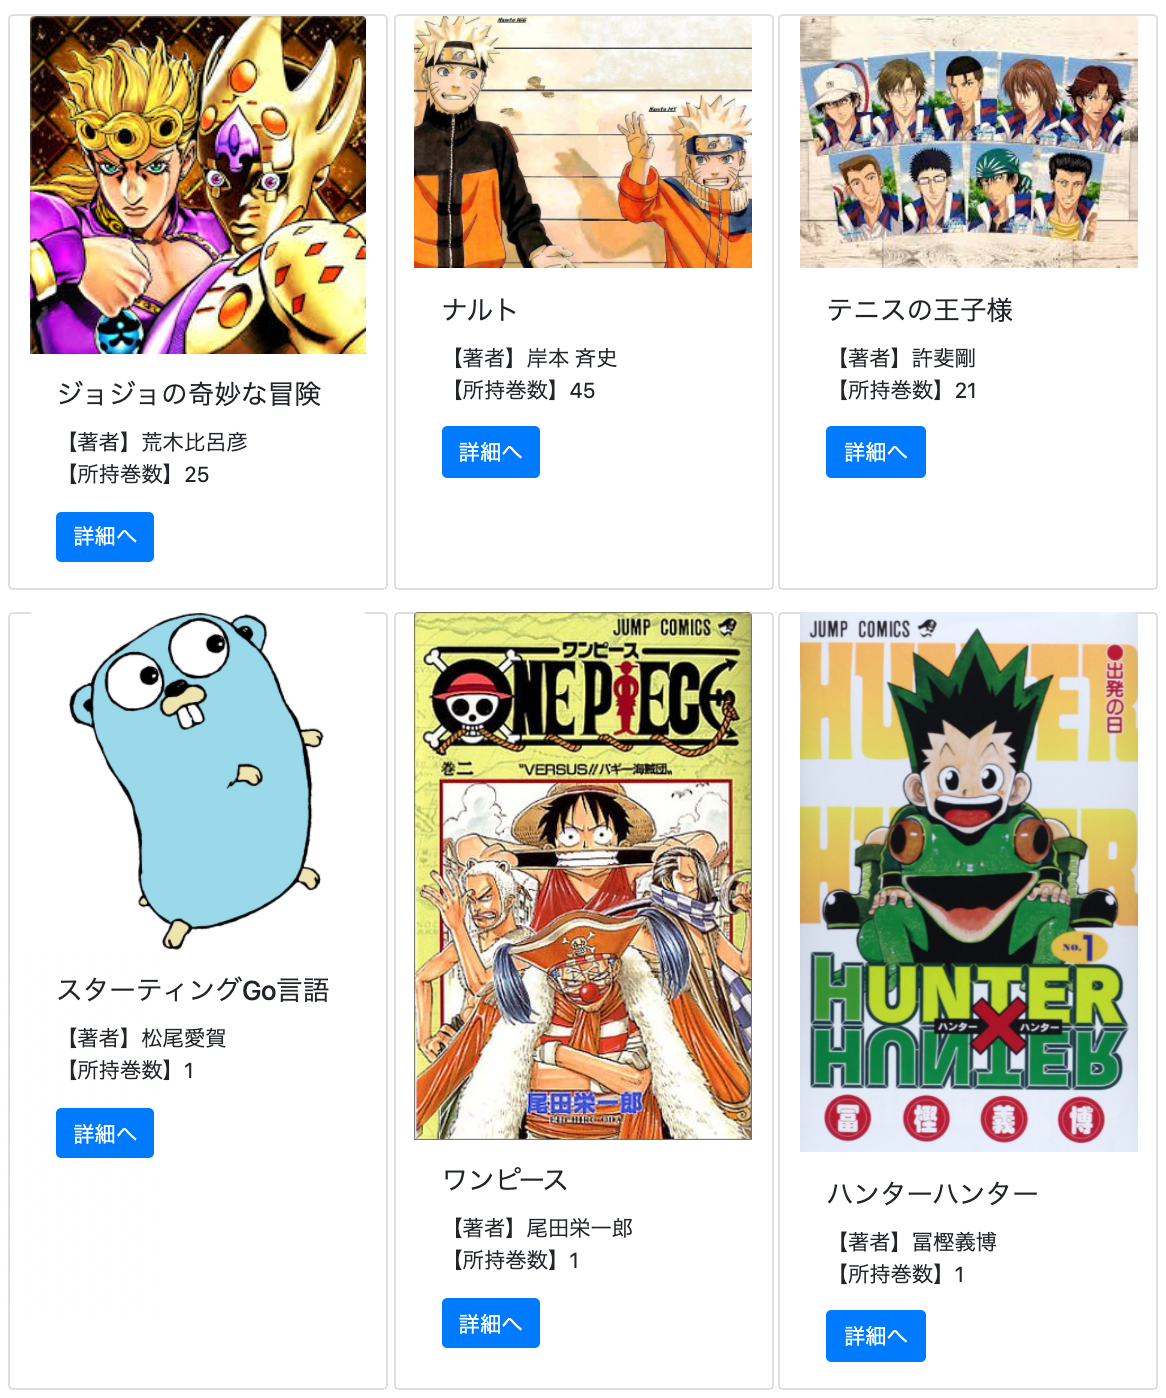 ジョジョの奇妙な冒険
【著者】荒木比呂彦
【所持巻数】25
詳細へ
ナルト
【著者】岸本 斉史
【所持巻数】45
詳細へ
テニスの王子様
【著者】許斐剛
【所持巻数】21
詳細へ
スターティングGo言語
【著者】松尾愛賀
【所持巻数】1
詳細へ
JUMP COMICS
ワンピース
ONE PIECE
巻二
"VERSUS!! バギー海賊団"
尾田栄一郎
ワンピース
【著者】尾田栄一郎
【所持巻数】1
詳細へ
JUMP COMICS
HUNTER
HUNTER
●出発の日
NO.1
HUNTER
ハンター×ハンター
HUNTER
冨樫義博
ハンターハンター
【著者】冨樫義博
【所持巻数】1
詳細へ